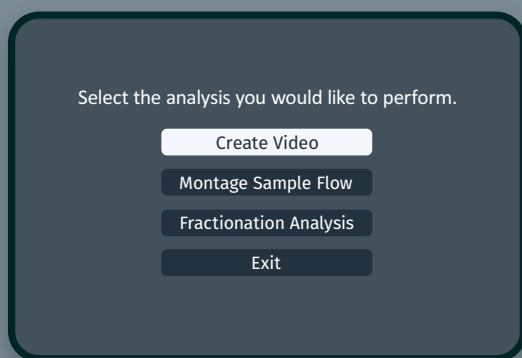 Select the analysis you would like to perform.
Create Video
Montage Sample Flow
Fractionation Analysis
Exit